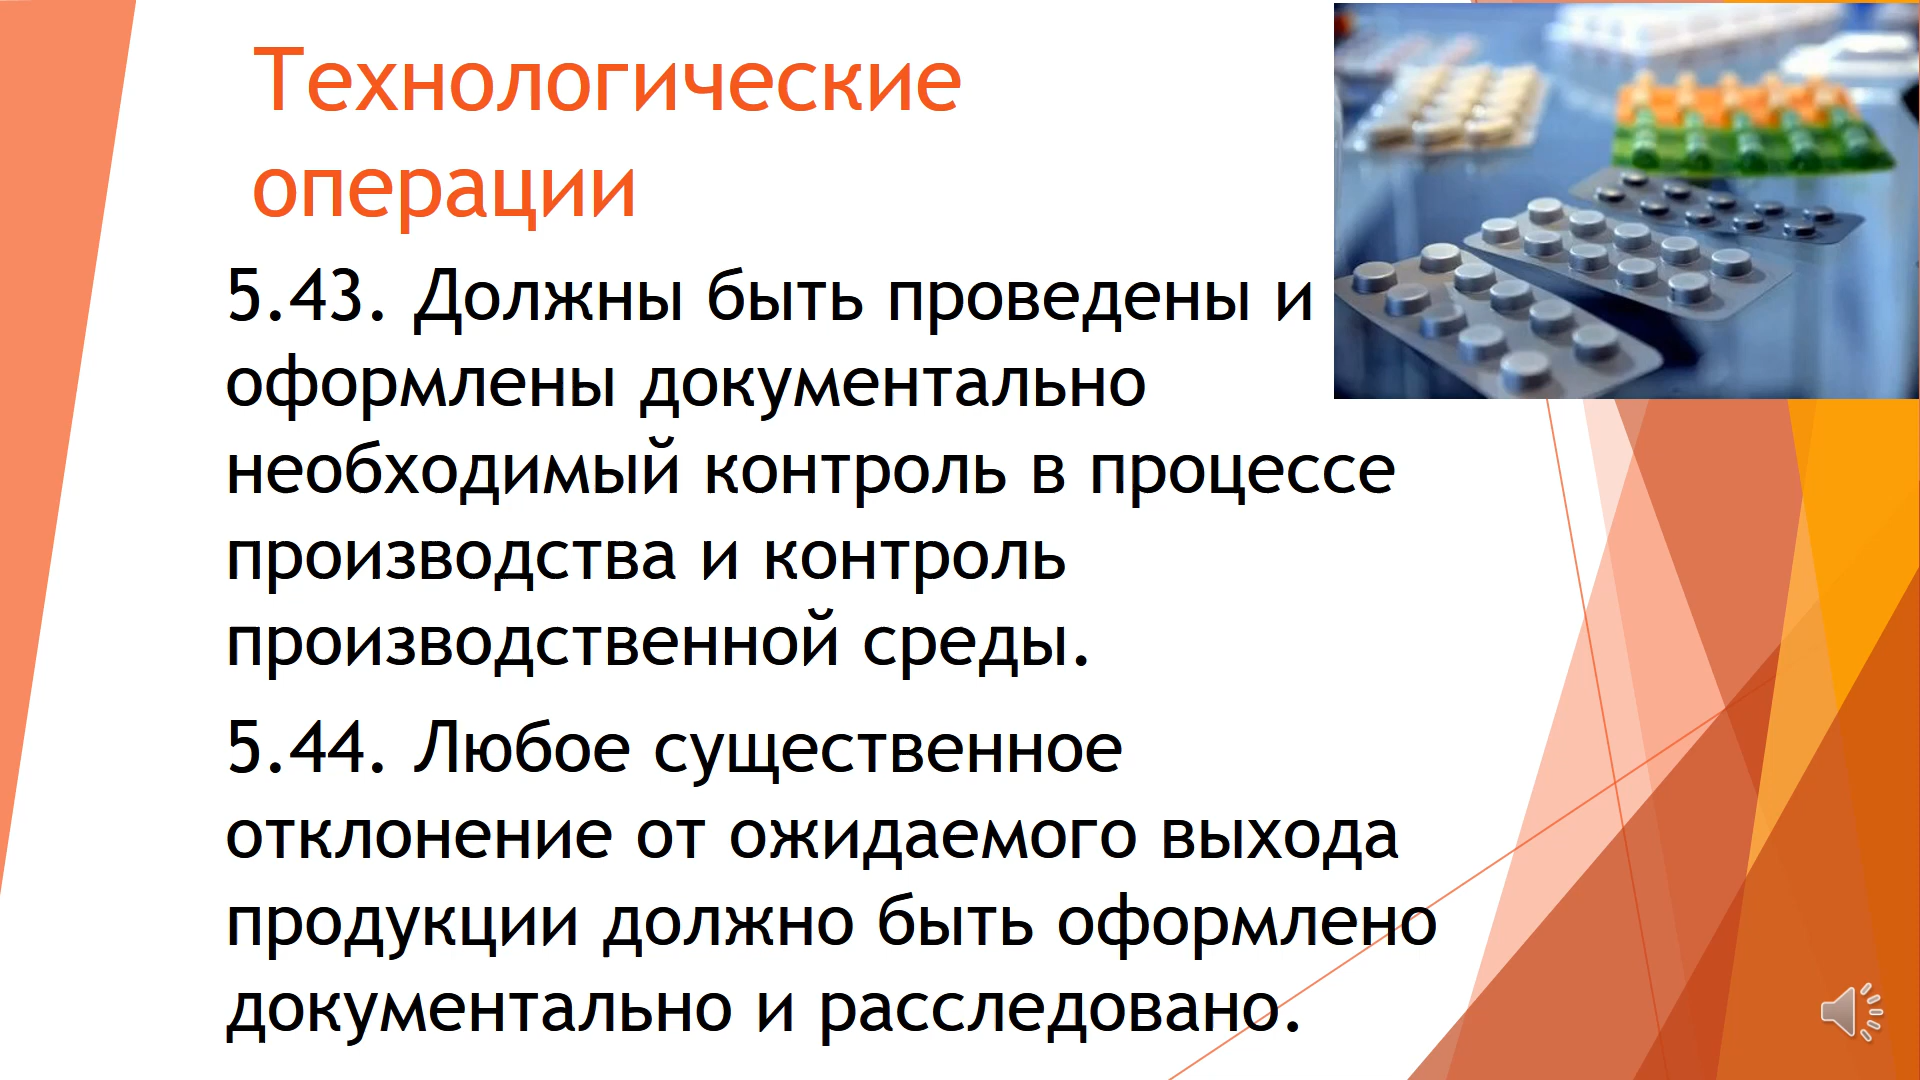 Технологические
операции
5.43. Должны быть проведены и
оформлены документально
необходимый контроль в процессе
производства и контроль
производственной среды.
5.44. Любое существенное
отклонение от ожидаемого выхода
продукции должно быть оформлено
документально и расследовано.